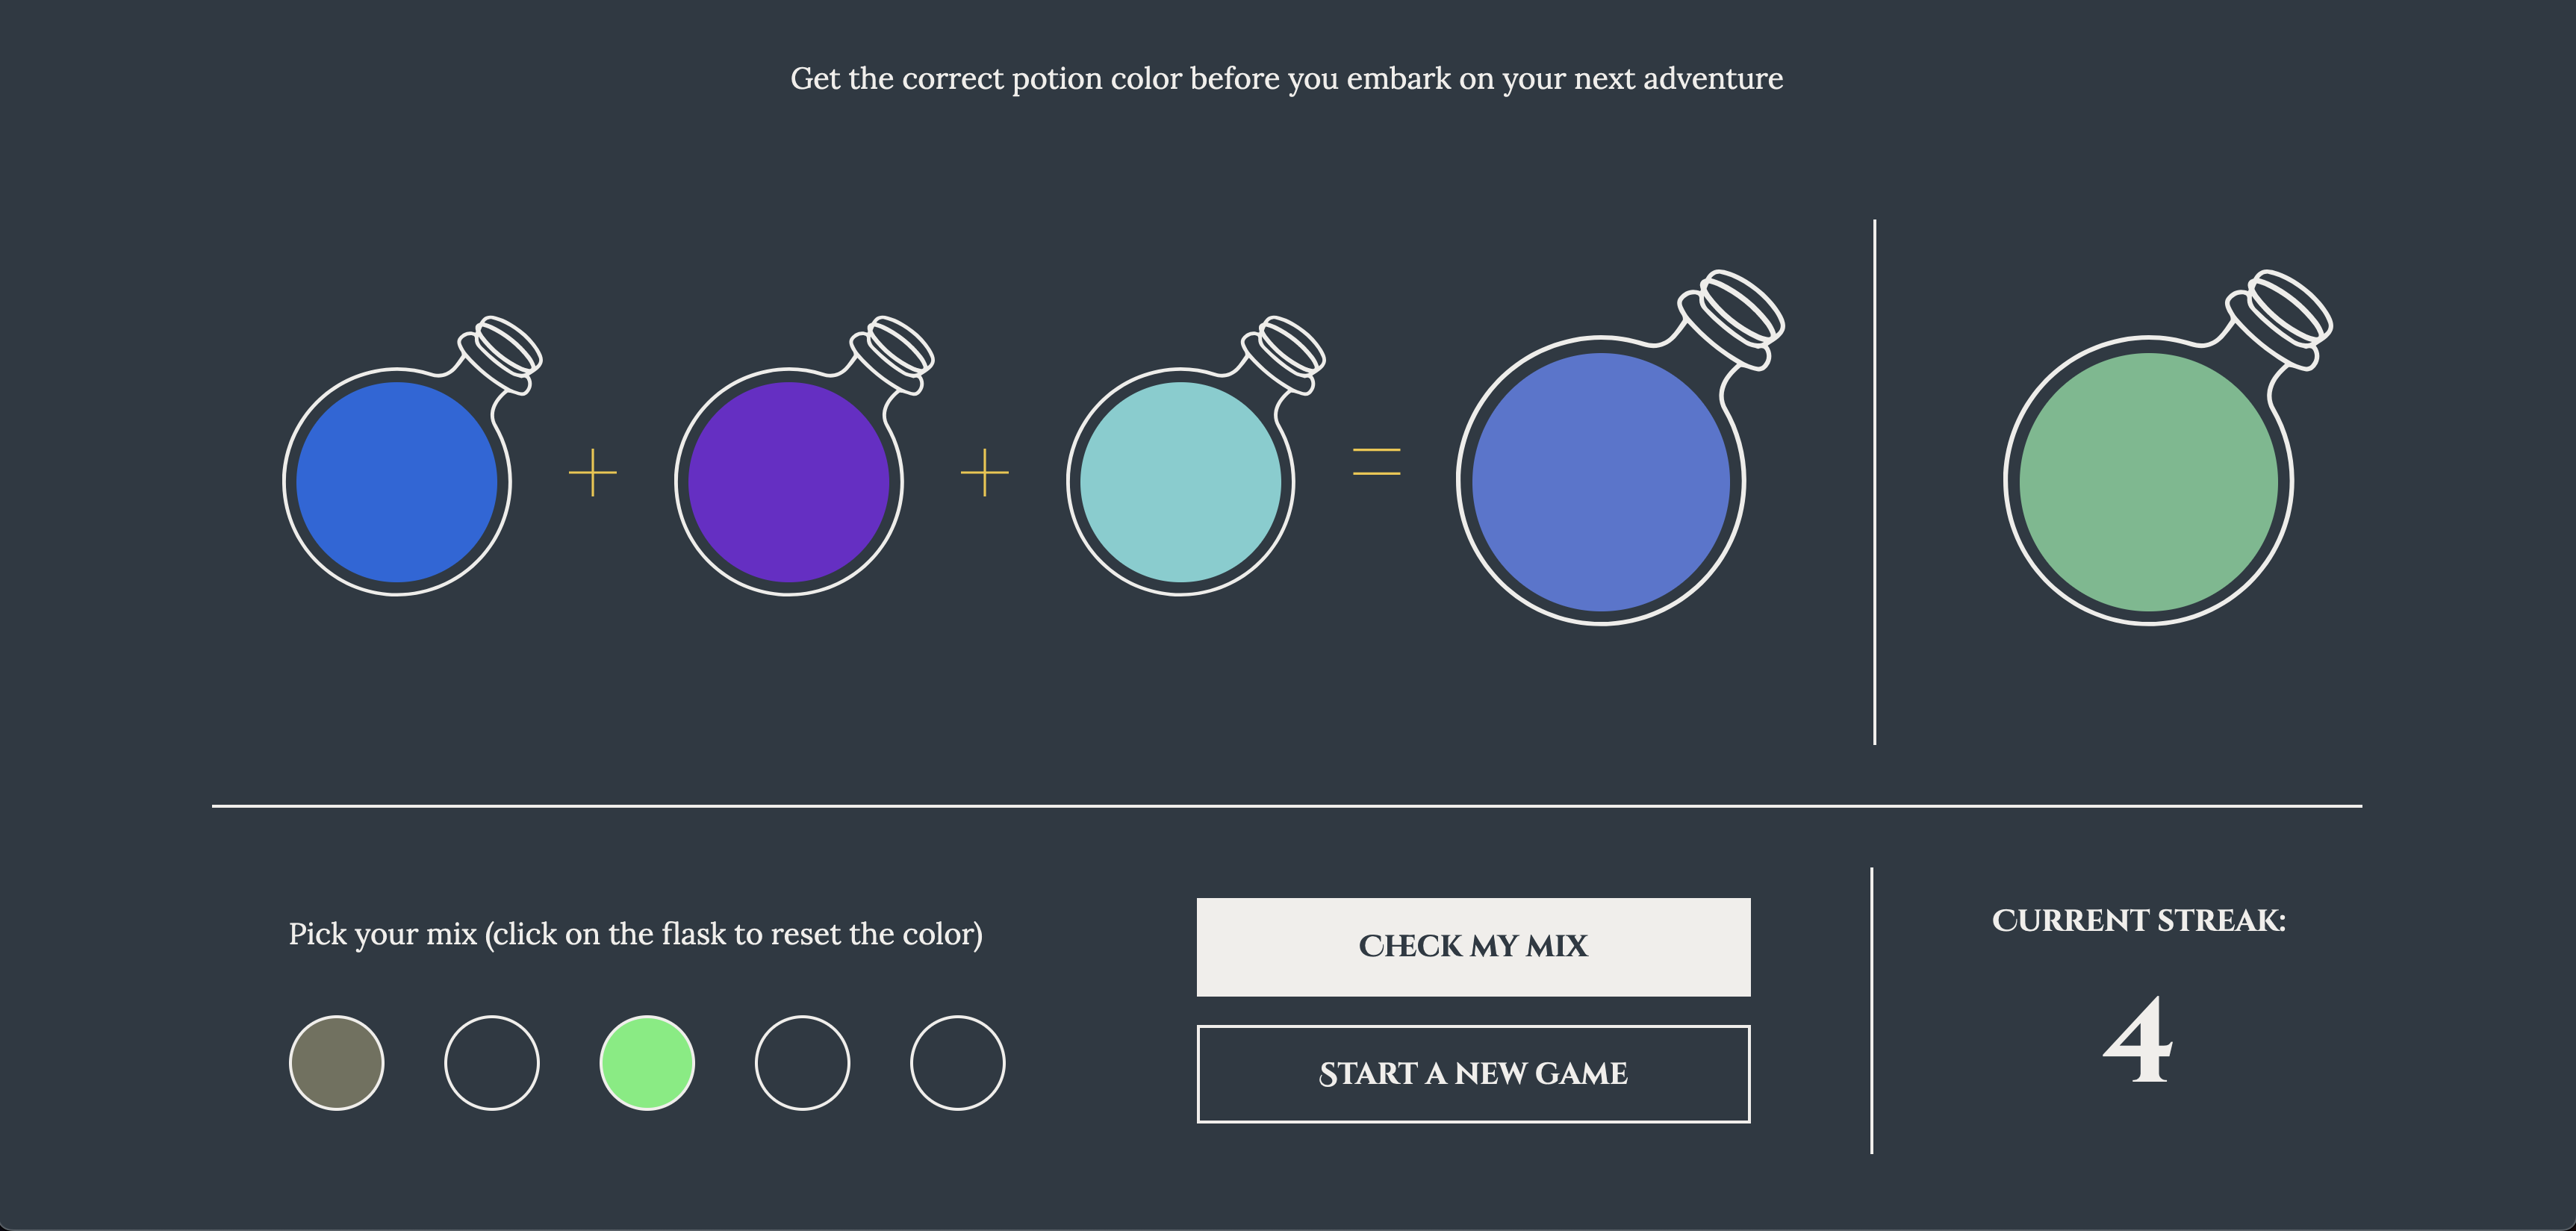 Get the correct potion color before you embark on your next adventure
Pick your mix (click on the flask to reset the color)
CHECK MY MIX
START A NEW GAME
CURRENT STREAK:
4